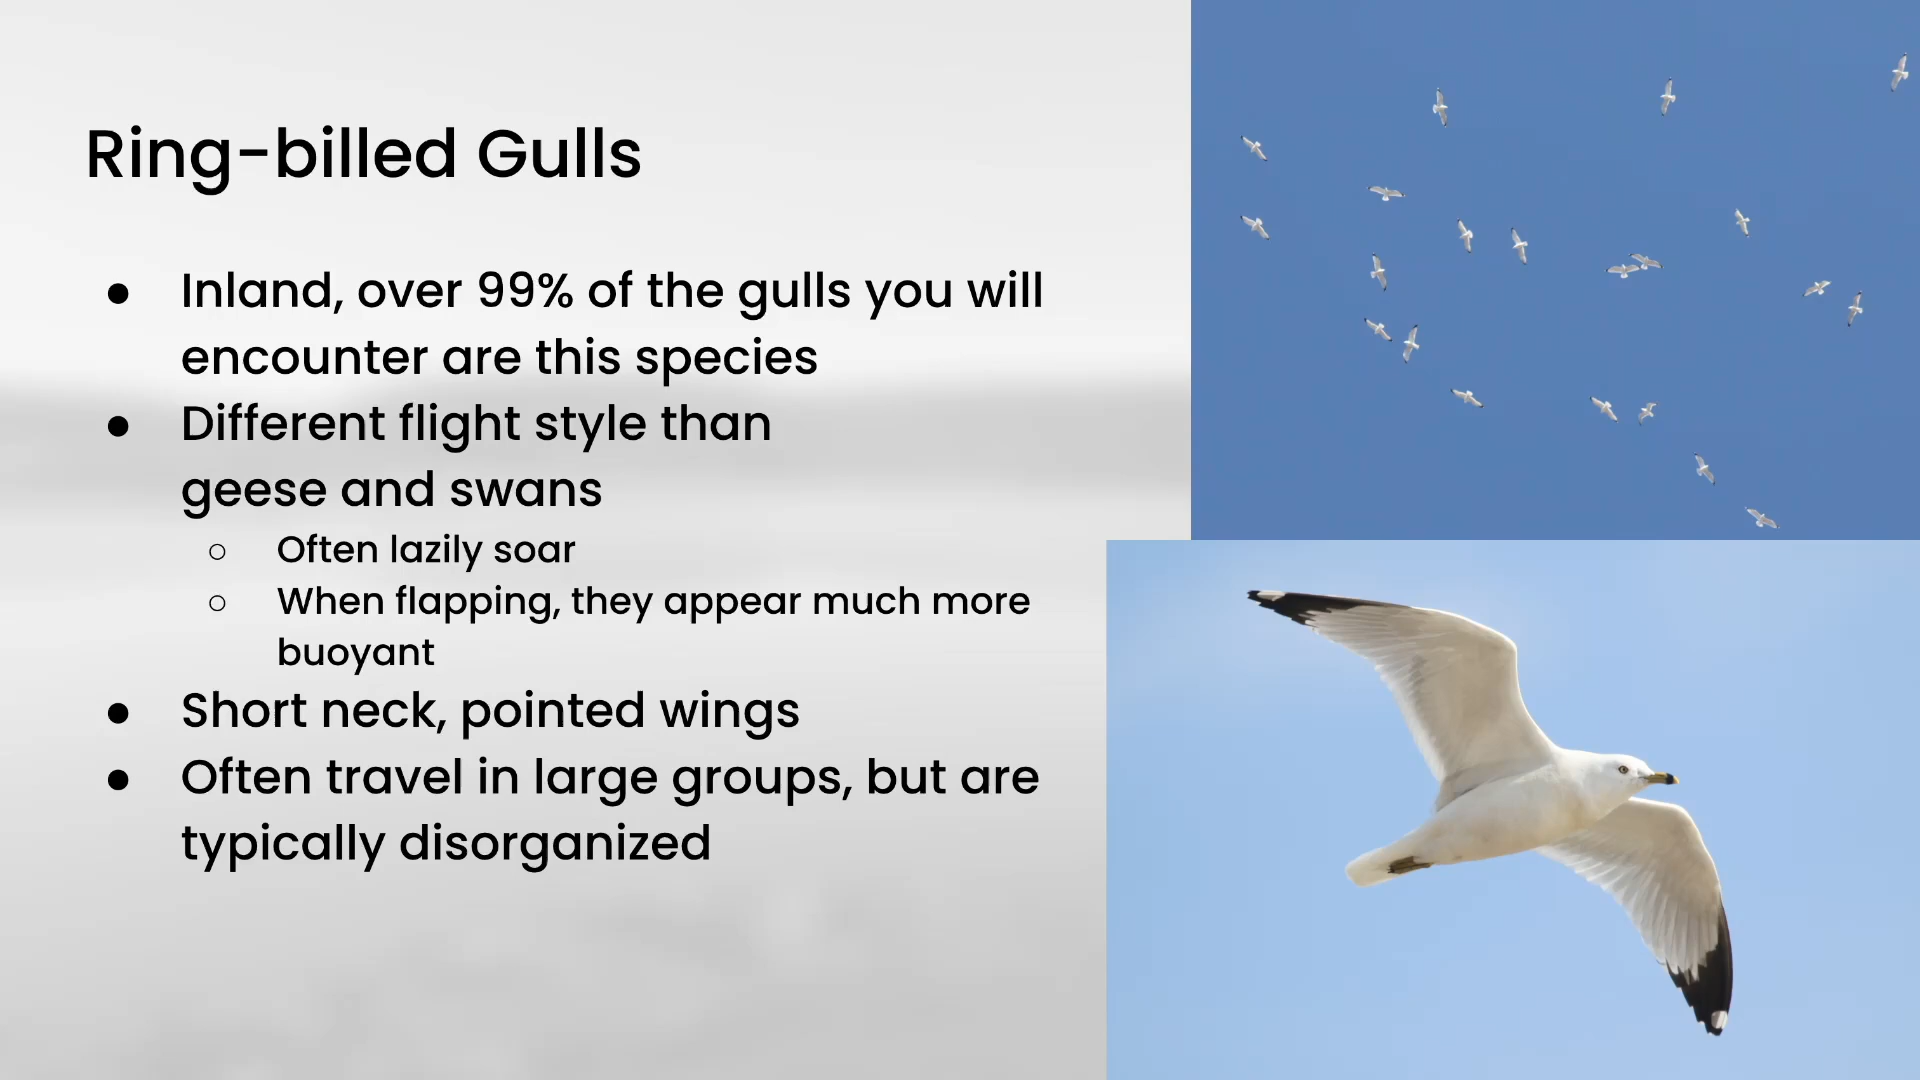 Ring-billed Gulls
● Inland, over 99% of the gulls you will
encounter are this species
● Different flight style than
geese and swans
○ Often lazily soar
○ When flapping, they appear much more
buoyant
● Short neck, pointed wings
● Often travel in large groups, but are
typically disorganized